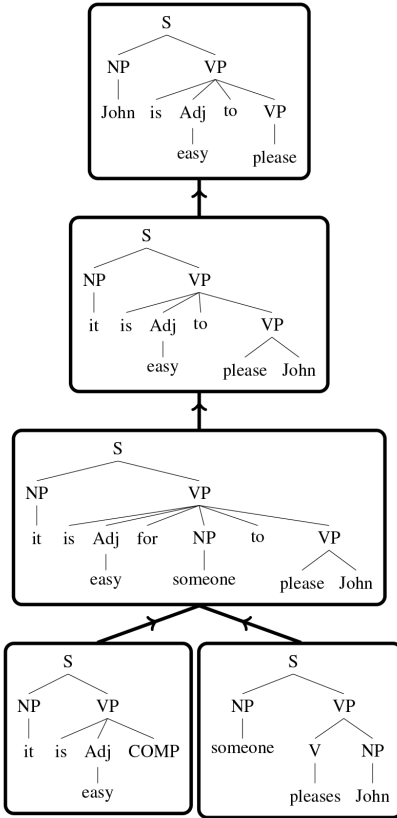 S
NP VP
John is Adj to VP
easy please
S
NP VP
it is Adj to VP
easy please John
S
NP VP
it is Adj for NP to VP
easy someone please John
S
NP VP
it is Adj COMP
easy
S
NP VP
someone V NP
pleases John